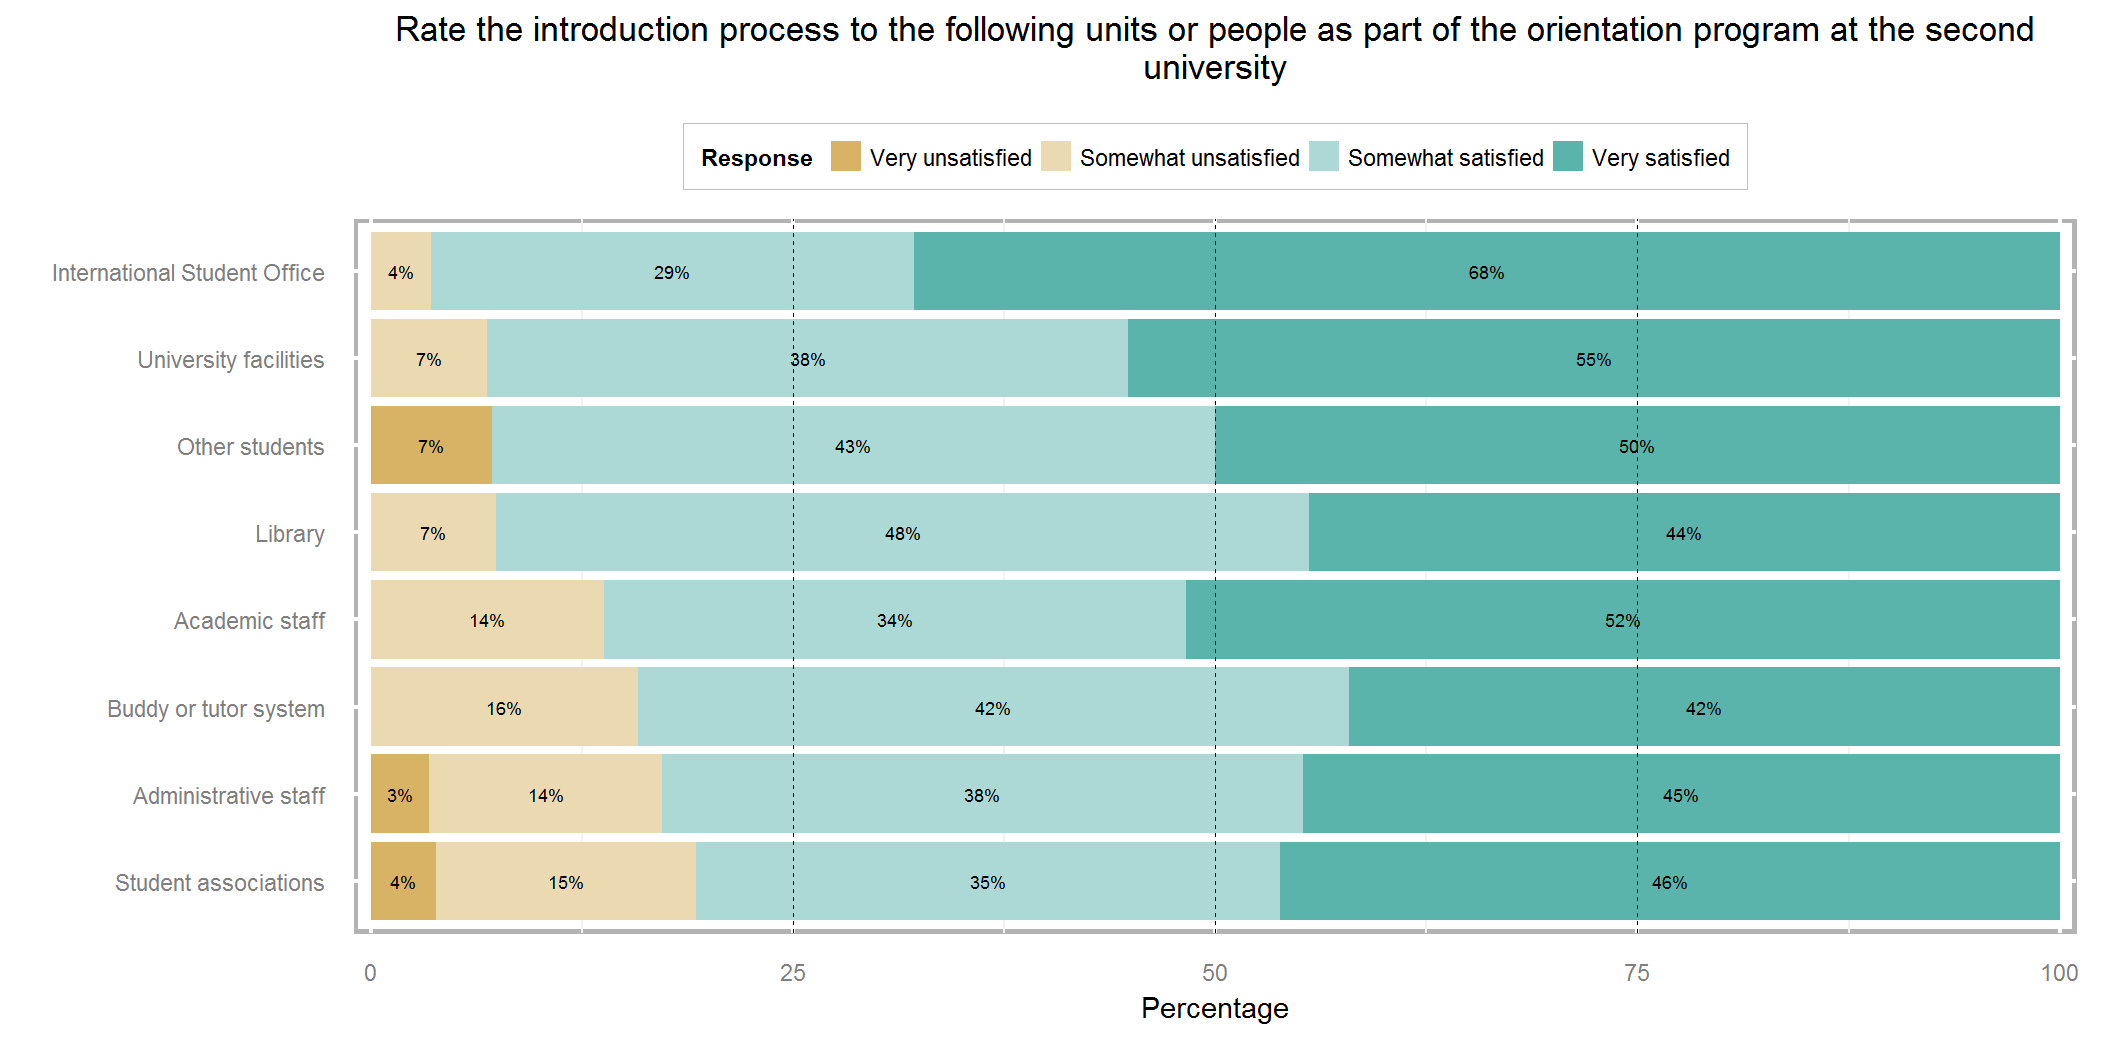 Rate the introduction process to the following units or people as part of the orientation program at the second
university
Response Very unsatisfied Somewhat unsatisfied Somewhat satisfied Very satisfied
International Student Office 4% 29% 68%
University facilities 7% 38% 55%
Other students 7% 43% 50%
Library 7% 48% 44%
Academic staff 14% 34% 52%
Buddy or tutor system 16% 42% 42%
Administrative staff 3% 14% 38% 45%
Student associations 4% 15% 35% 46%
0 25 50 75 100
Percentage